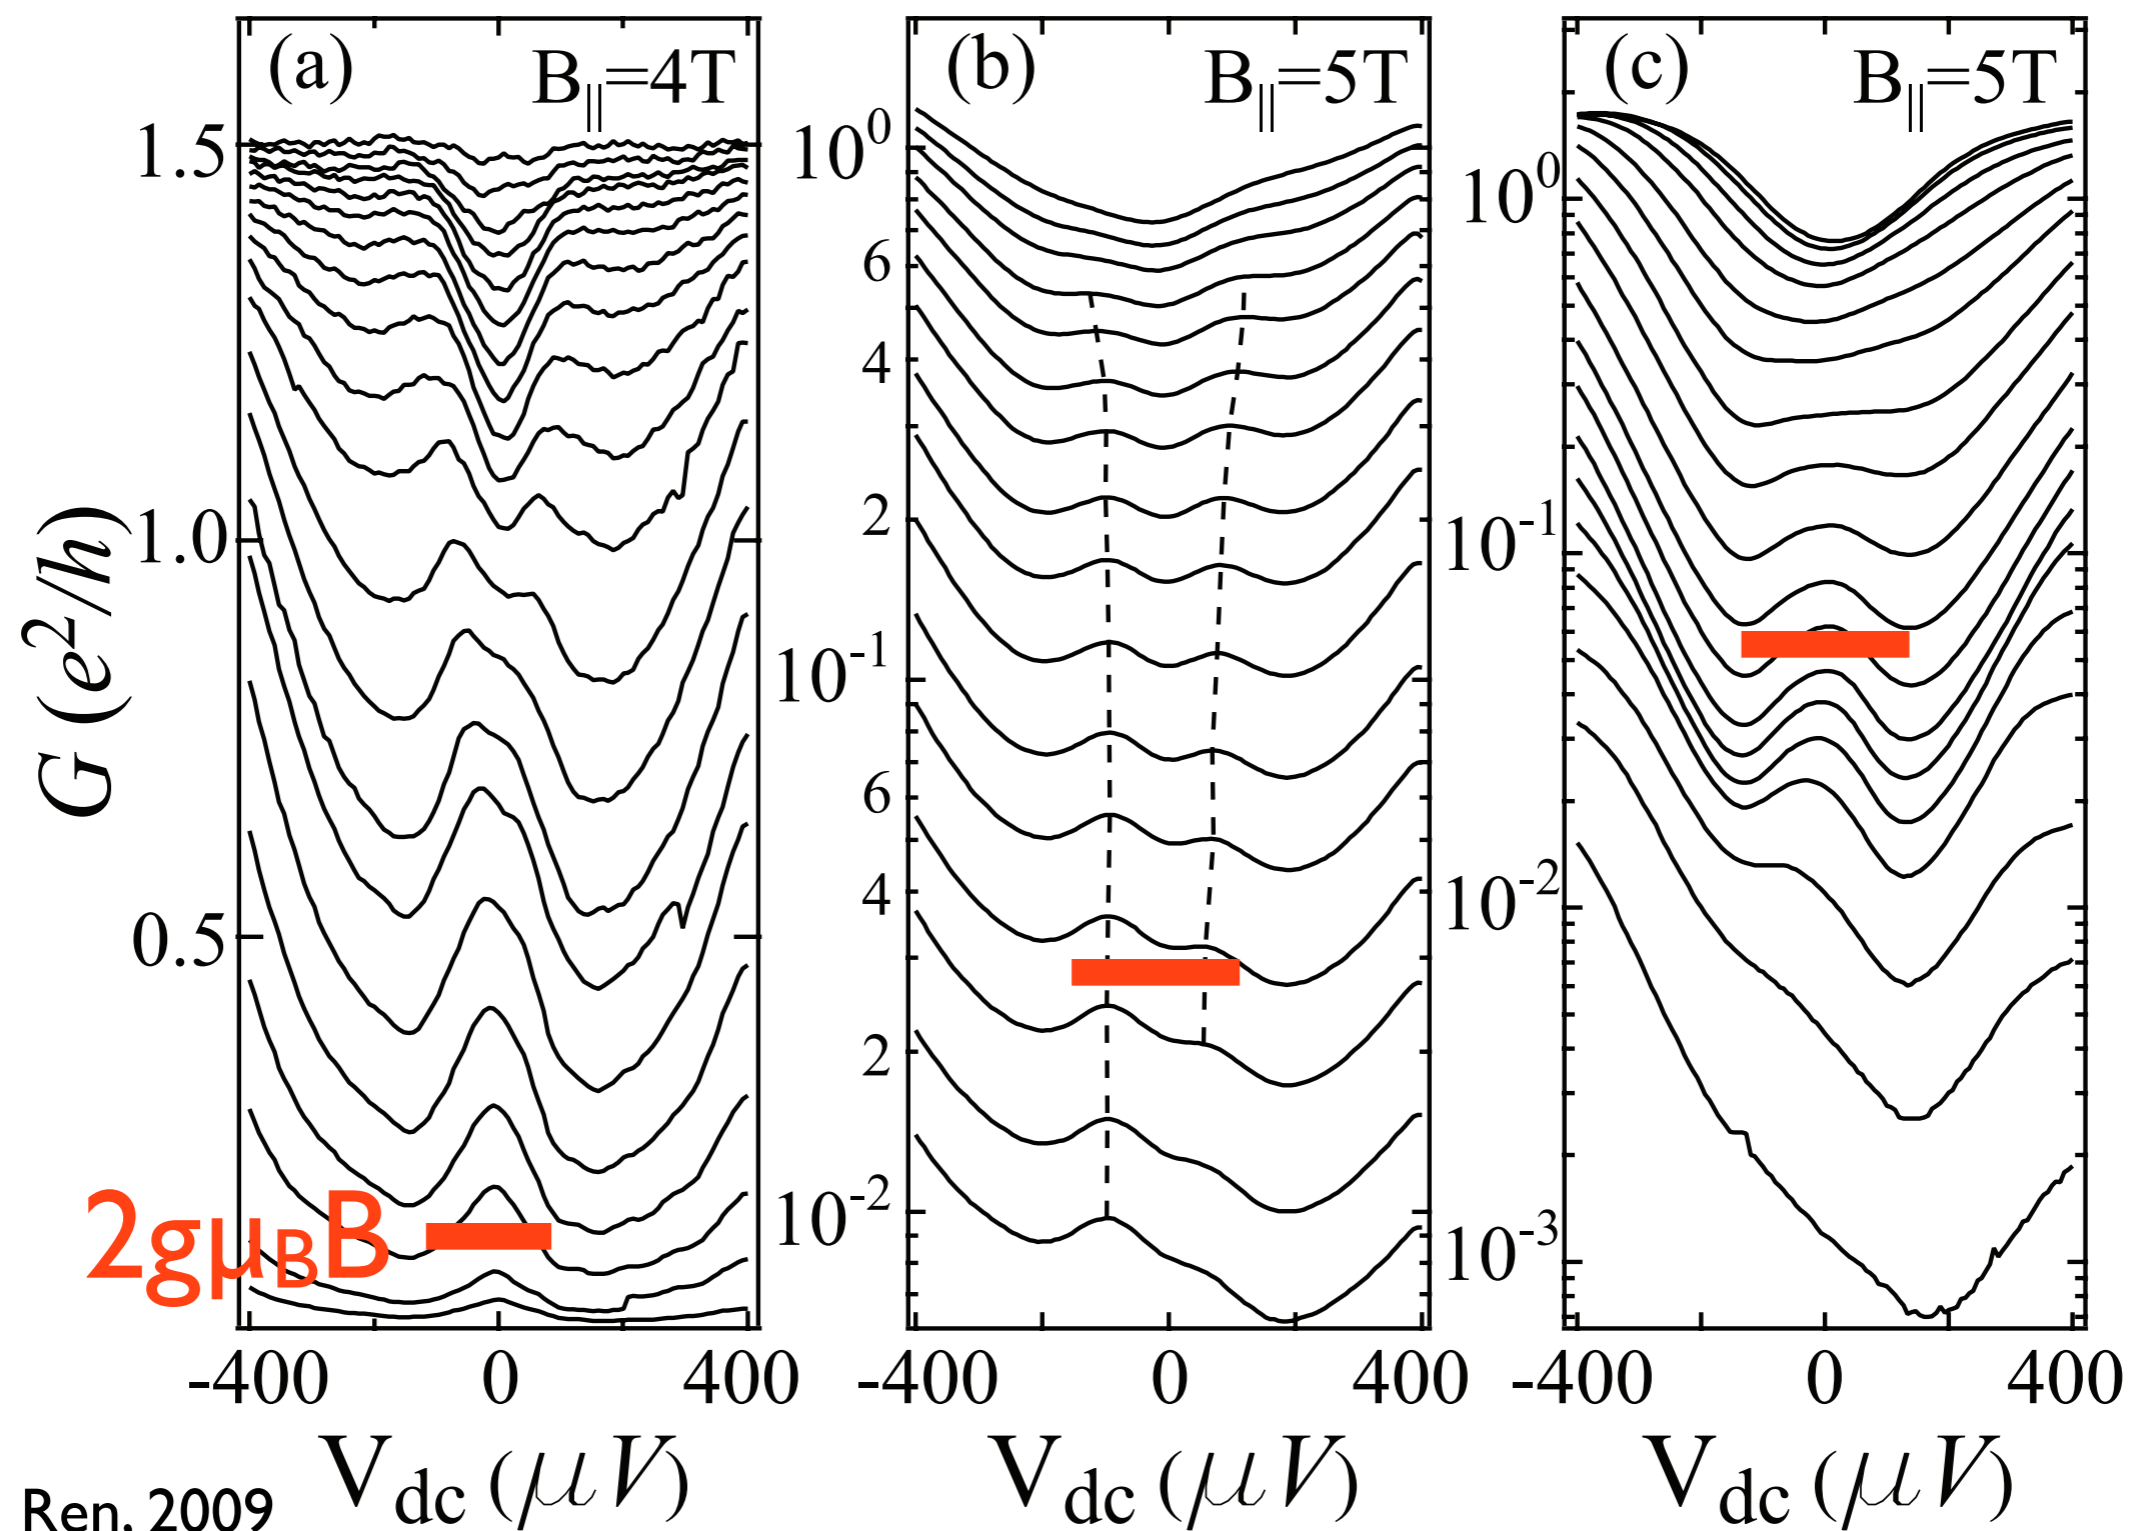 (a)
B||=4T
(b)
B||=5T
(c)
B||=5T
G (e²/h)
1.5
1.0
0.5
10⁰
6
4
2
10⁻¹
6
4
2
10⁻²
10⁰
10⁻¹
10⁻²
10⁻³
2gμBB
-400 0 400
-400 0 400
-400 0 400
Vdc (μV)
Vdc (μV)
Vdc (μV)
Ren, 2009